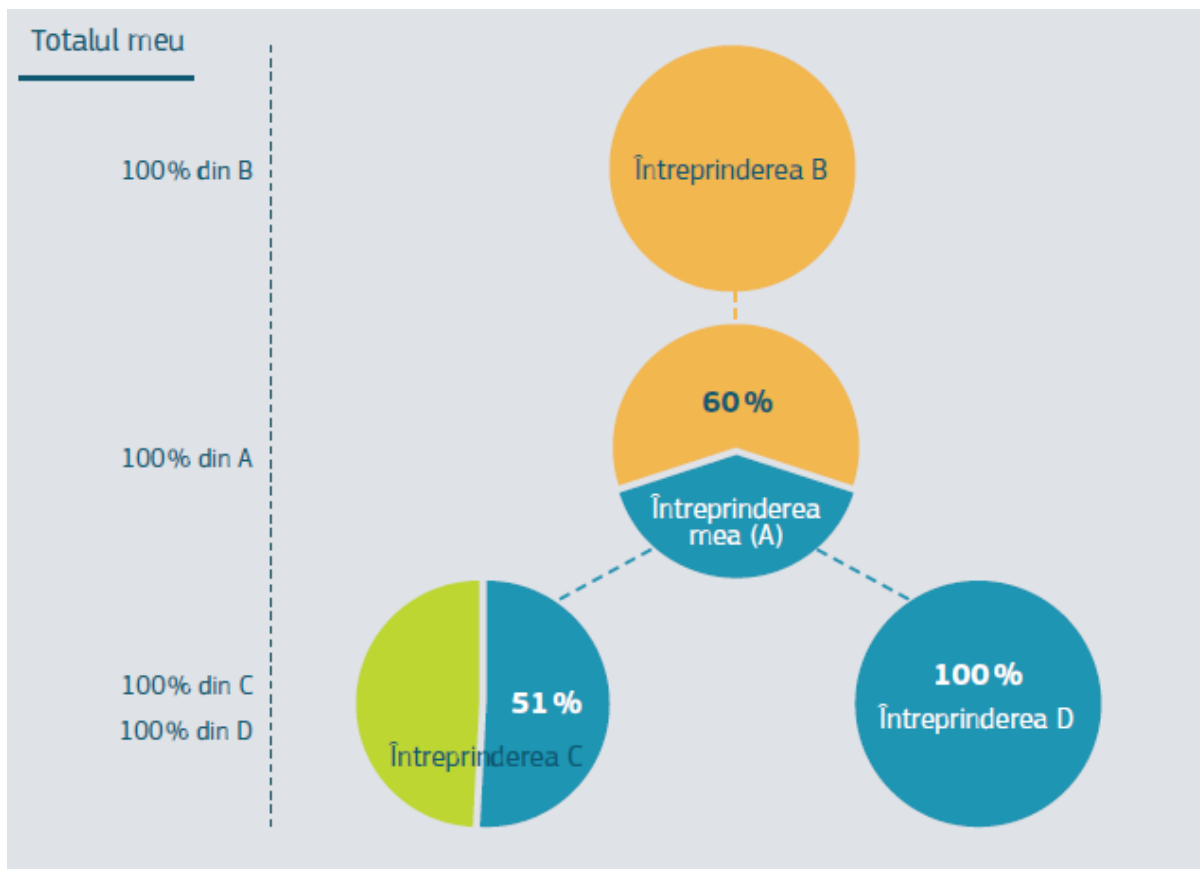 Totalul meu
100% din B
Întreprinderea B
60%
100% din A
Întreprinderea
mea (A)
100% din C
100% din D
51%
Întreprinderea C
100%
Întreprinderea D